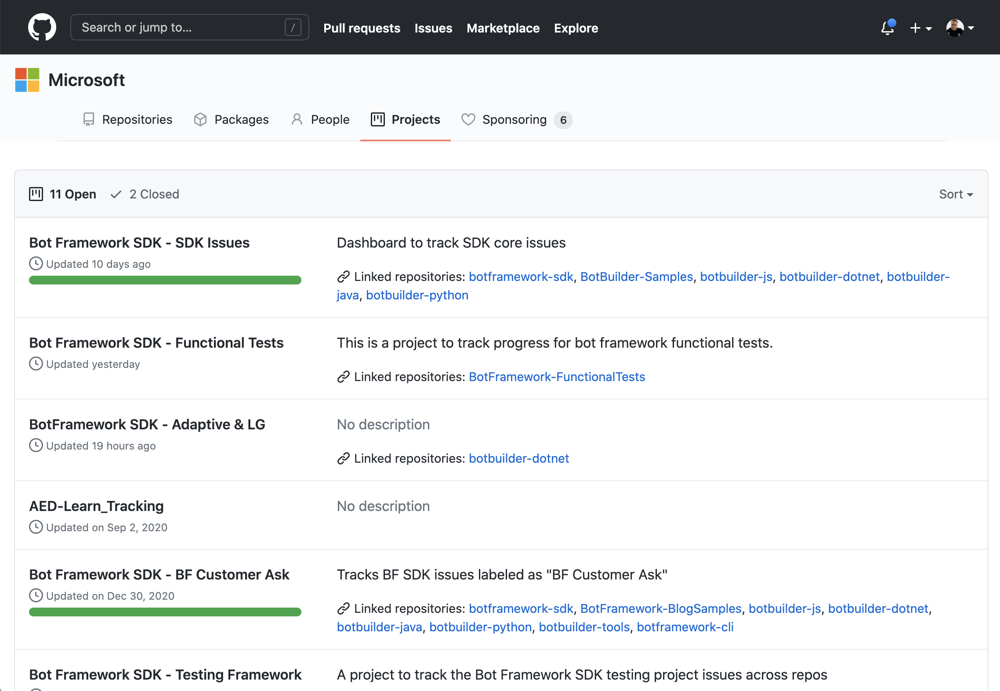 Search or jump to... /
Pull requests Issues Marketplace Explore
Microsoft
Repositories Packages People Projects Sponsoring 6
11 Open 2 Closed Sort
Bot Framework SDK - SDK Issues
Updated 10 days ago
Dashboard to track SDK core issues
Linked repositories: botframework-sdk, BotBuilder-Samples, botbuilder-js, botbuilder-dotnet, botbuilder-
java, botbuilder-python
Bot Framework SDK - Functional Tests
Updated yesterday
This is a project to track progress for bot framework functional tests.
Linked repositories: BotFramework-FunctionalTests
BotFramework SDK - Adaptive & LG
Updated 19 hours ago
No description
Linked repositories: botbuilder-dotnet
AED-Learn_Tracking
Updated on Sep 2, 2020
No description
Bot Framework SDK - BF Customer Ask
Updated on Dec 30, 2020
Tracks BF SDK issues labeled as "BF Customer Ask"
Linked repositories: botframework-sdk, BotFramework-BlogSamples, botbuilder-js, botbuilder-dotnet,
botbuilder-java, botbuilder-python, botbuilder-tools, botframework-cli
Bot Framework SDK - Testing Framework
A project to track the Bot Framework SDK testing project issues across repos